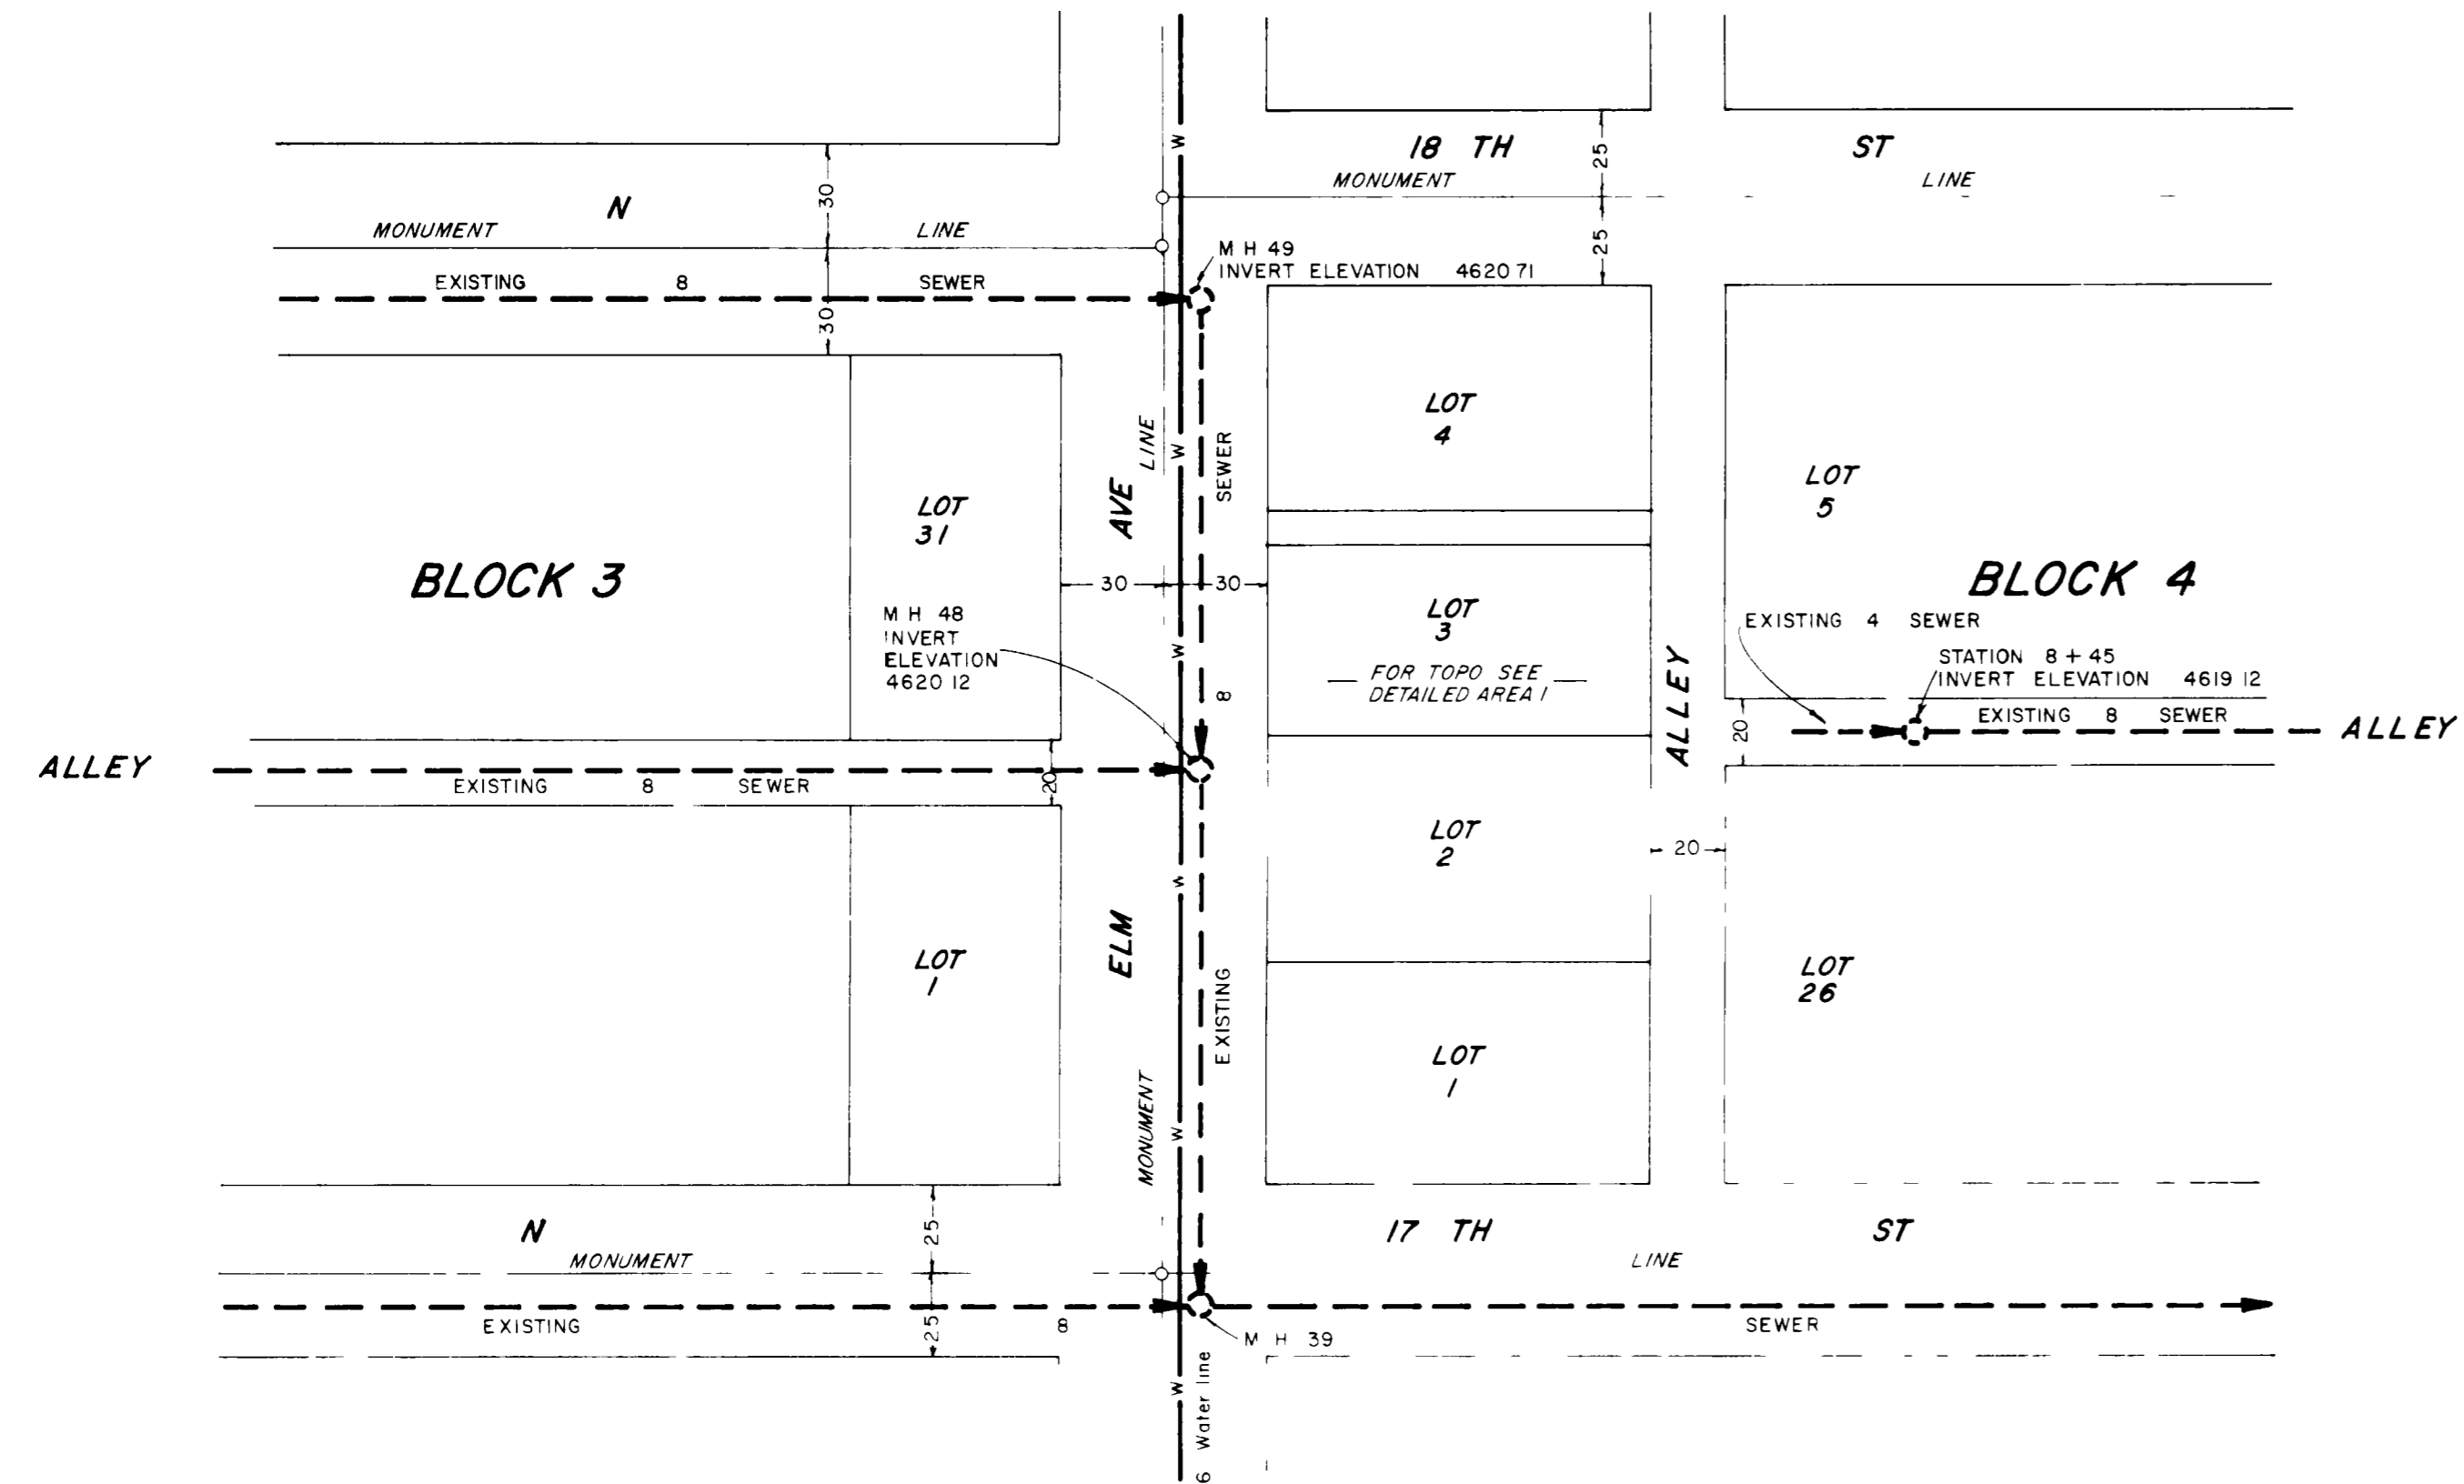 18 TH ST
MONUMENT LINE
25
25
30
30
N
MONUMENT LINE
EXISTING 8 SEWER
M H 49
INVERT ELEVATION 4620 71
LOT
4
LINE
SEWER
AVE
LOT
31
LOT
5
BLOCK 3
BLOCK 4
30
30
M H 48
INVERT
ELEVATION
4620 12
LOT
3
FOR TOPO SEE
DETAILED AREA 1
8
ALLEY
EXISTING 4 SEWER
STATION 8 + 45
INVERT ELEVATION 4619 12
EXISTING 8 SEWER
20
ALLEY
ALLEY
EXISTING 8 SEWER
20
LOT
2
20
ELM
LOT
1
EXISTING
LOT
26
LOT
1
MONUMENT
N
17 TH ST
MONUMENT
LINE
25
25
EXISTING 8
SEWER
M H 39
6 Water line
W
W
W
W
W
W